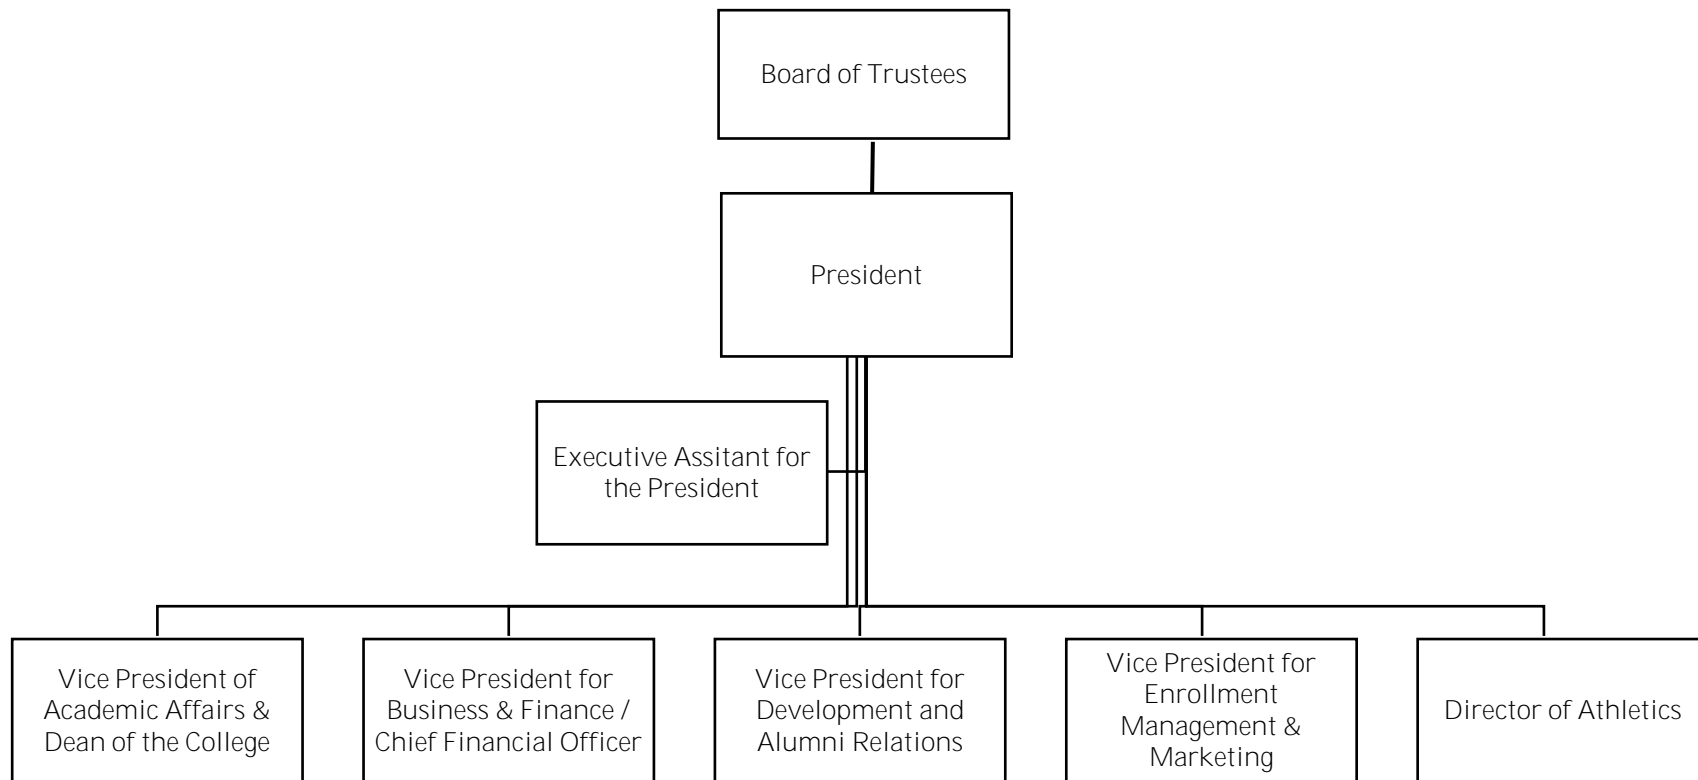 Board of Trustees
President
Executive Assitant for
the President
Vice President of
Academic Affairs &
Dean of the College
Vice President for
Business & Finance /
Chief Financial Officer
Vice President for
Development and
Alumni Relations
Vice President for
Enrollment
Management &
Marketing
Director of Athletics